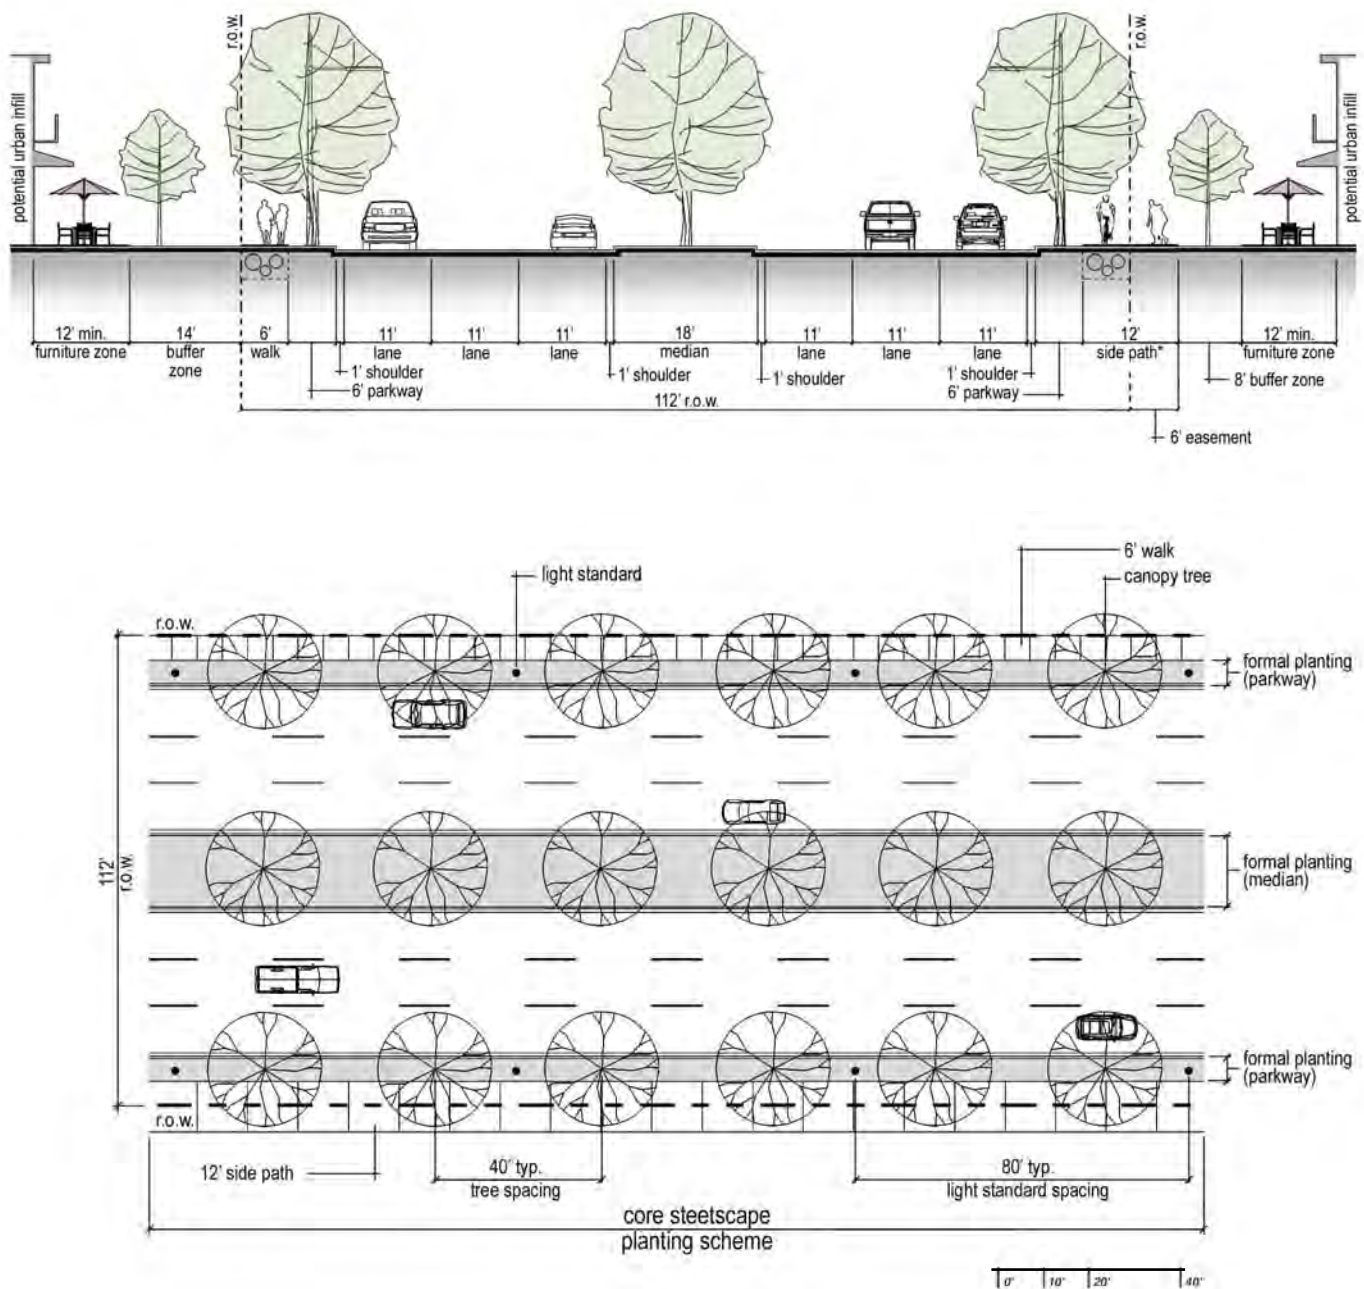 r.o.w.
r.o.w.
potential urban infill
potential urban infill
12' min.
furniture zone
14'
buffer
zone
6'
walk
11'
lane
11'
lane
11'
lane
18'
median
11'
lane
11'
lane
11'
lane
12'
side path*
12' min.
furniture zone
1' shoulder
6' parkway
1' shoulder
1' shoulder
1' shoulder
6' parkway
8' buffer zone
112' r.o.w.
6' easement
6' walk
light standard
canopy tree
r.o.w.
formal planting
(parkway)
112'
r.o.w.
formal planting
(median)
formal planting
(parkway)
r.o.w.
12' side path
40' typ.
tree spacing
80' typ.
light standard spacing
core steetscape
planting scheme
0' 10' 20' 40'